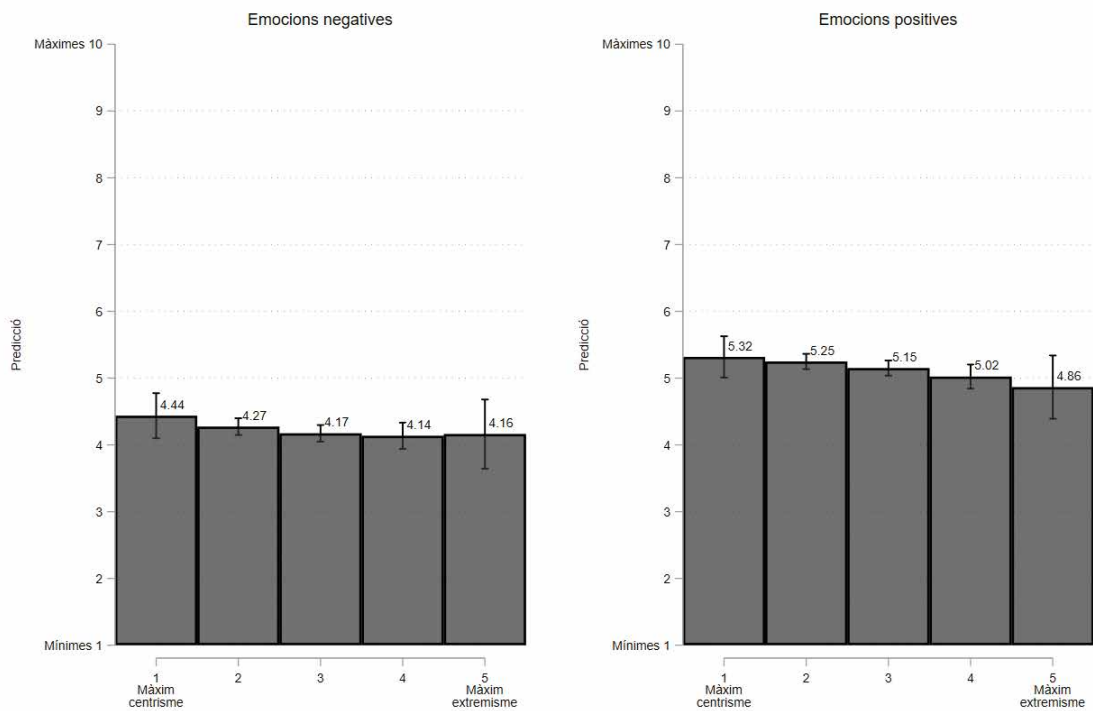 Emocions negatives
Màximes 10
9
8
7
6
5
4
3
2
Mínimes 1
Predicció
4.44
4.27
4.17
4.14
4.16
1
2
3
4
5
Màxim
centrisme
Màxim
extremisme
Emocions positives
Màximes 10
9
8
7
6
5
4
3
2
Mínimes 1
Predicció
5.32
5.25
5.15
5.02
4.86
1
2
3
4
5
Màxim
centrisme
Màxim
extremisme